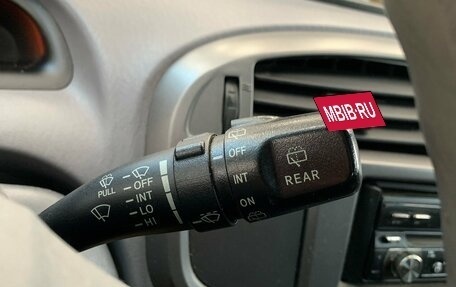 MBIB.RU
OFF
INT
ON
REAR
PULL
OFF
INT
LO
HI